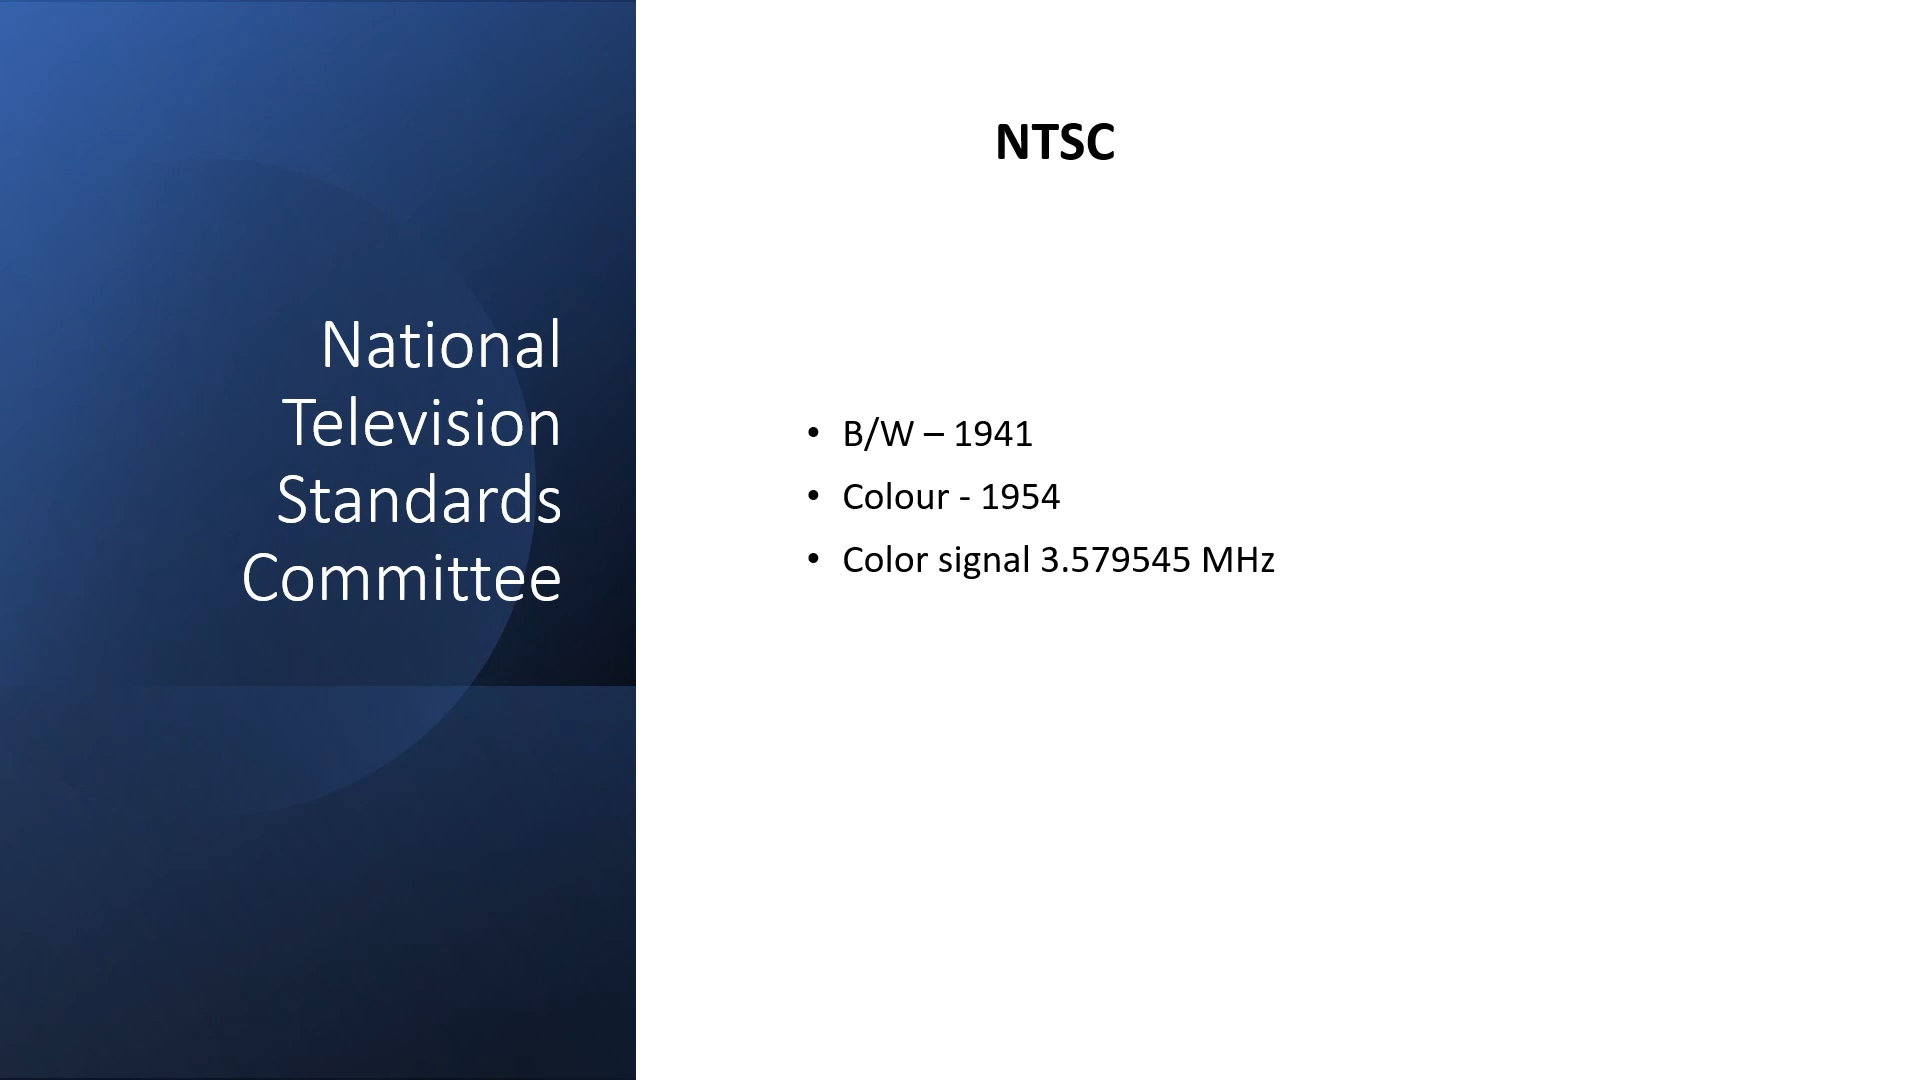 National
Television
Standards
Committee
NTSC
• B/W – 1941
• Colour - 1954
• Color signal 3.579545 MHz